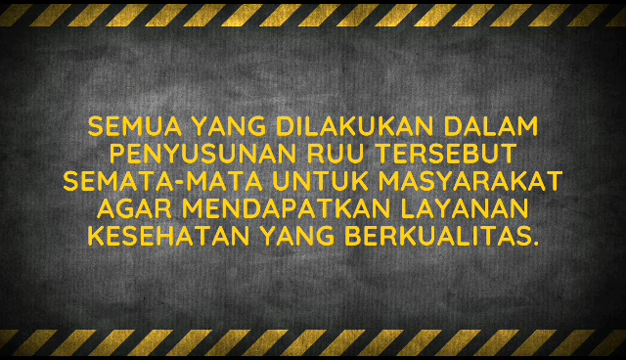 SEMUA YANG DILAKUKAN DALAM
PENYUSUNAN RUU TERSEBUT
SEMATA-MATA UNTUK MASYARAKAT
AGAR MENDAPATKAN LAYANAN
KESEHATAN YANG BERKUALITAS.